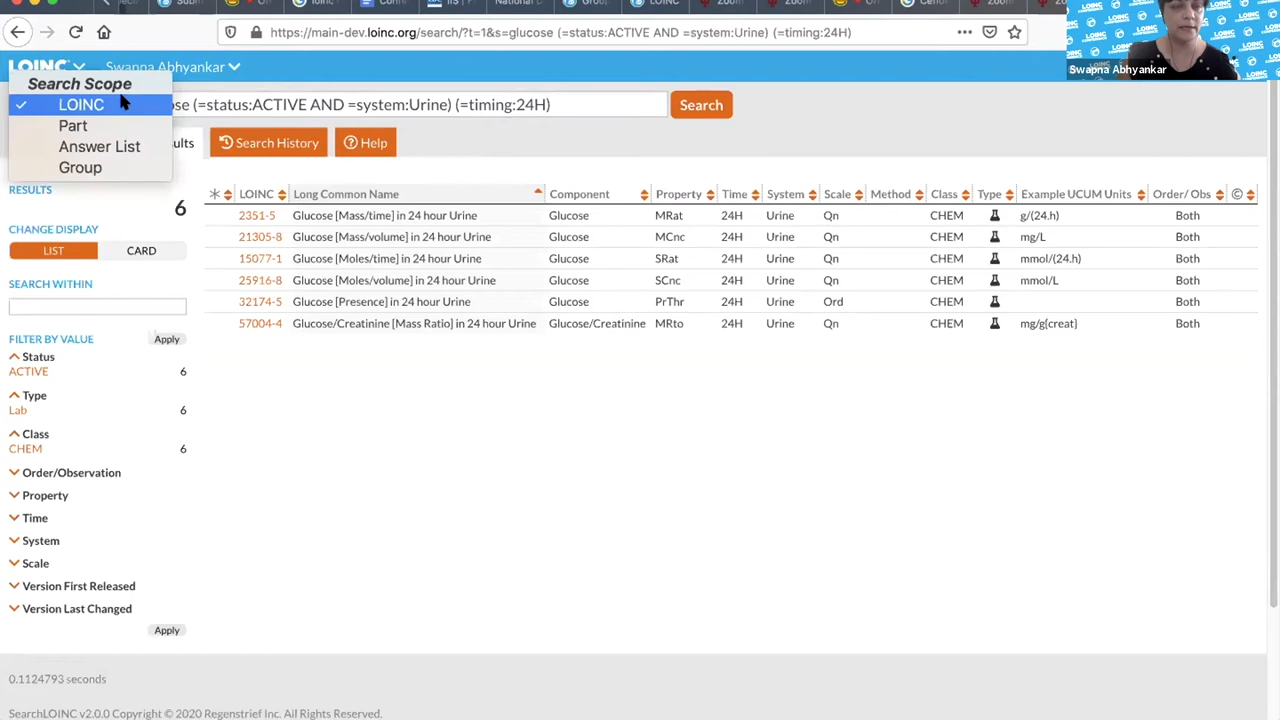 https://main-dev.loinc.org/search/?t=1&s=glucose (=status:ACTIVE AND =system:Urine) (=timing:24H)
LOINC Swapna Abhyankar
LOINC
Swapna Abhyankar
Search Scope
✓ LOINC
Part
Answer List
Group
ose (=status:ACTIVE AND =system:Urine) (=timing:24H) Search
ults Search History Help
RESULTS
6
CHANGE DISPLAY
LIST CARD
SEARCH WITHIN
FILTER BY VALUE Apply
Status
ACTIVE 6
Type
Lab 6
Class
CHEM 6
Order/Observation
Property
Time
System
Scale
Version First Released
Version Last Changed
Apply
LOINC Long Common Name Component Property Time System Scale Method Class Type Example UCUM Units Order/ Obs ©
2351-5 Glucose [Mass/time] in 24 hour Urine Glucose MRat 24H Urine Qn CHEM g/(24.h) Both
21305-8 Glucose [Mass/volume] in 24 hour Urine Glucose MCnc 24H Urine Qn CHEM mg/L Both
15077-1 Glucose [Moles/time] in 24 hour Urine Glucose SRat 24H Urine Qn CHEM mmol/(24.h) Both
25916-8 Glucose [Moles/volume] in 24 hour Urine Glucose SCnc 24H Urine Qn CHEM mmol/L Both
32174-5 Glucose [Presence] in 24 hour Urine Glucose PrThr 24H Urine Ord CHEM Both
57004-4 Glucose/Creatinine [Mass Ratio] in 24 hour Urine Glucose/Creatinine MRto 24H Urine Qn CHEM mg/g{creat} Both
0.1124793 seconds
SearchLOINC v2.0.0 Copyright © 2020 Regenstrief Inc. All Rights Reserved.